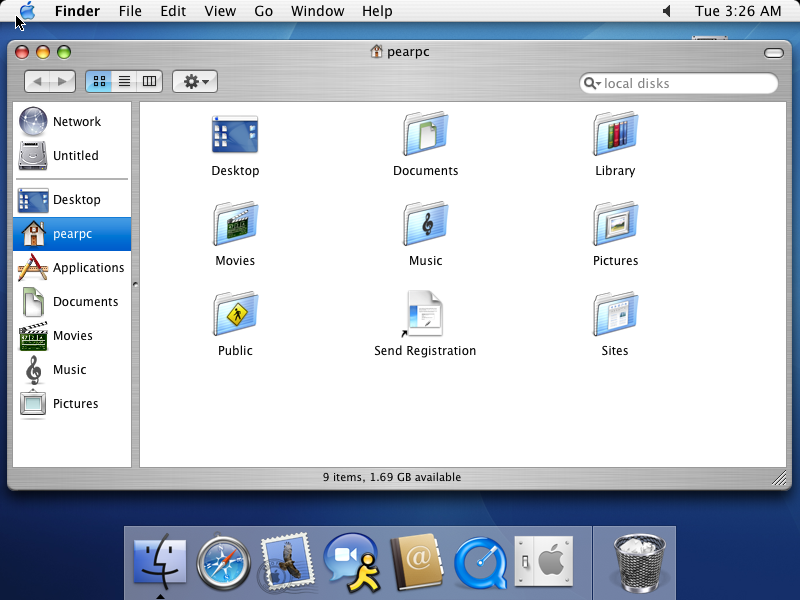 Finder File Edit View Go Window Help Tue 3:26 AM
pearpc
local disks
Network
Untitled
Desktop
pearpc
Applications
Documents
Movies
Music
Pictures
Desktop Documents Library
Movies Music Pictures
Public Send Registration Sites
9 items, 1.69 GB available
@